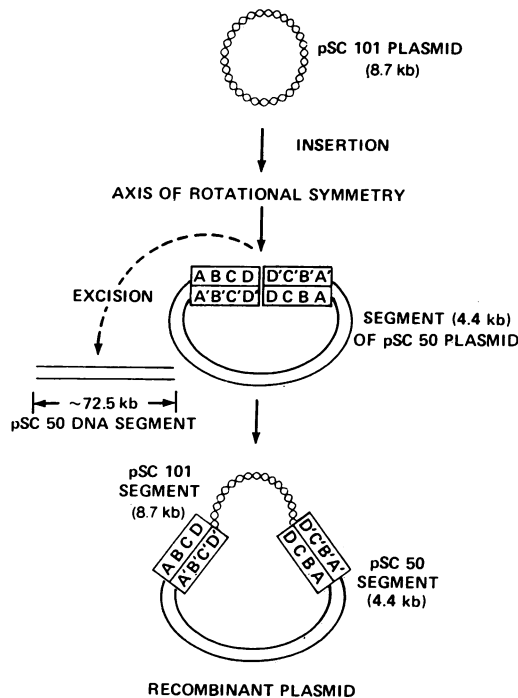 pSC 101 PLASMID
(8.7 kb)
INSERTION
AXIS OF ROTATIONAL SYMMETRY
A B C D D'C'B'A'
A'B'C'D' D C B A
EXCISION
SEGMENT (4.4 kb)
OF pSC 50 PLASMID
~72.5 kb
pSC 50 DNA SEGMENT
pSC 101
SEGMENT
(8.7 kb)
A B C D
A'B'C'D'
D'C'B'A'
D C B A
pSC 50
SEGMENT
(4.4 kb)
RECOMBINANT PLASMID